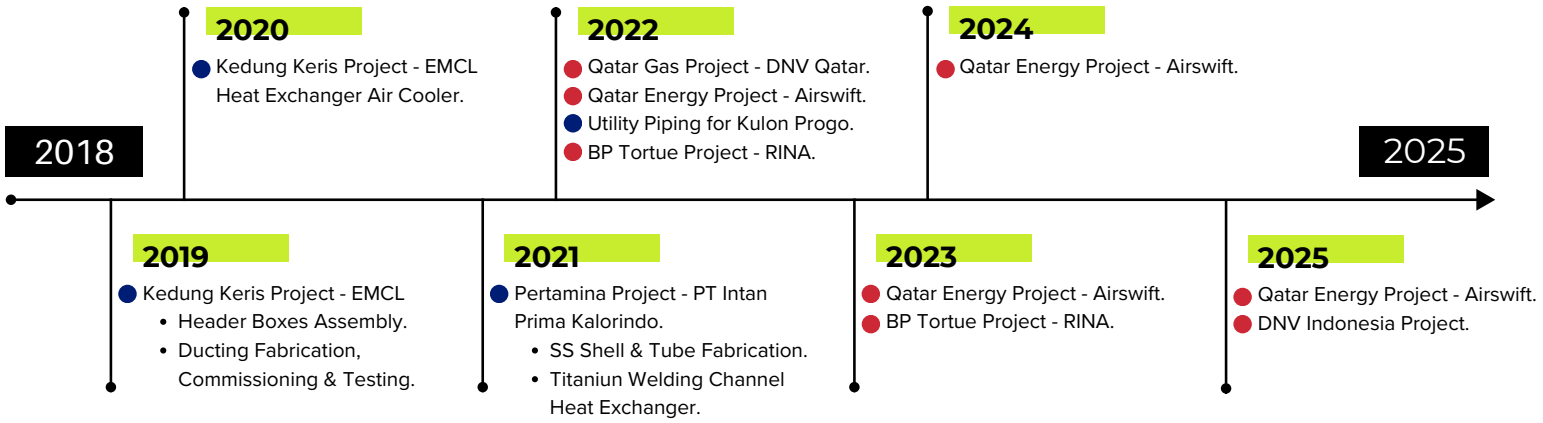 2018
2019
Kedung Keris Project - EMCL
• Header Boxes Assembly.
• Ducting Fabrication,
Commissioning & Testing.
2020
Kedung Keris Project - EMCL
Heat Exchanger Air Cooler.
2021
Pertamina Project - PT Intan
Prima Kalorindo.
• SS Shell & Tube Fabrication.
• Titaniun Welding Channel
Heat Exchanger.
2022
Qatar Gas Project - DNV Qatar.
Qatar Energy Project - Airswift.
Utility Piping for Kulon Progo.
BP Tortue Project - RINA.
2023
Qatar Energy Project - Airswift.
BP Tortue Project - RINA.
2024
Qatar Energy Project - Airswift.
2025
Qatar Energy Project - Airswift.
DNV Indonesia Project.
2025